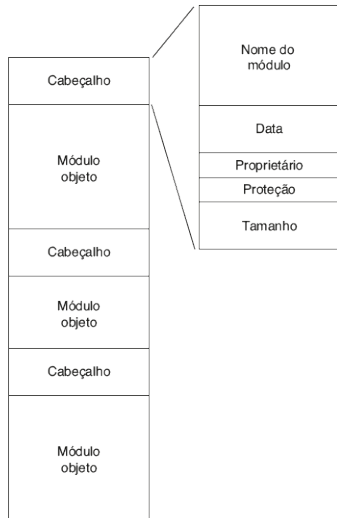 Cabeçalho
Módulo
objeto
Cabeçalho
Módulo
objeto
Cabeçalho
Módulo
objeto
Nome do
módulo
Data
Proprietário
Proteção
Tamanho